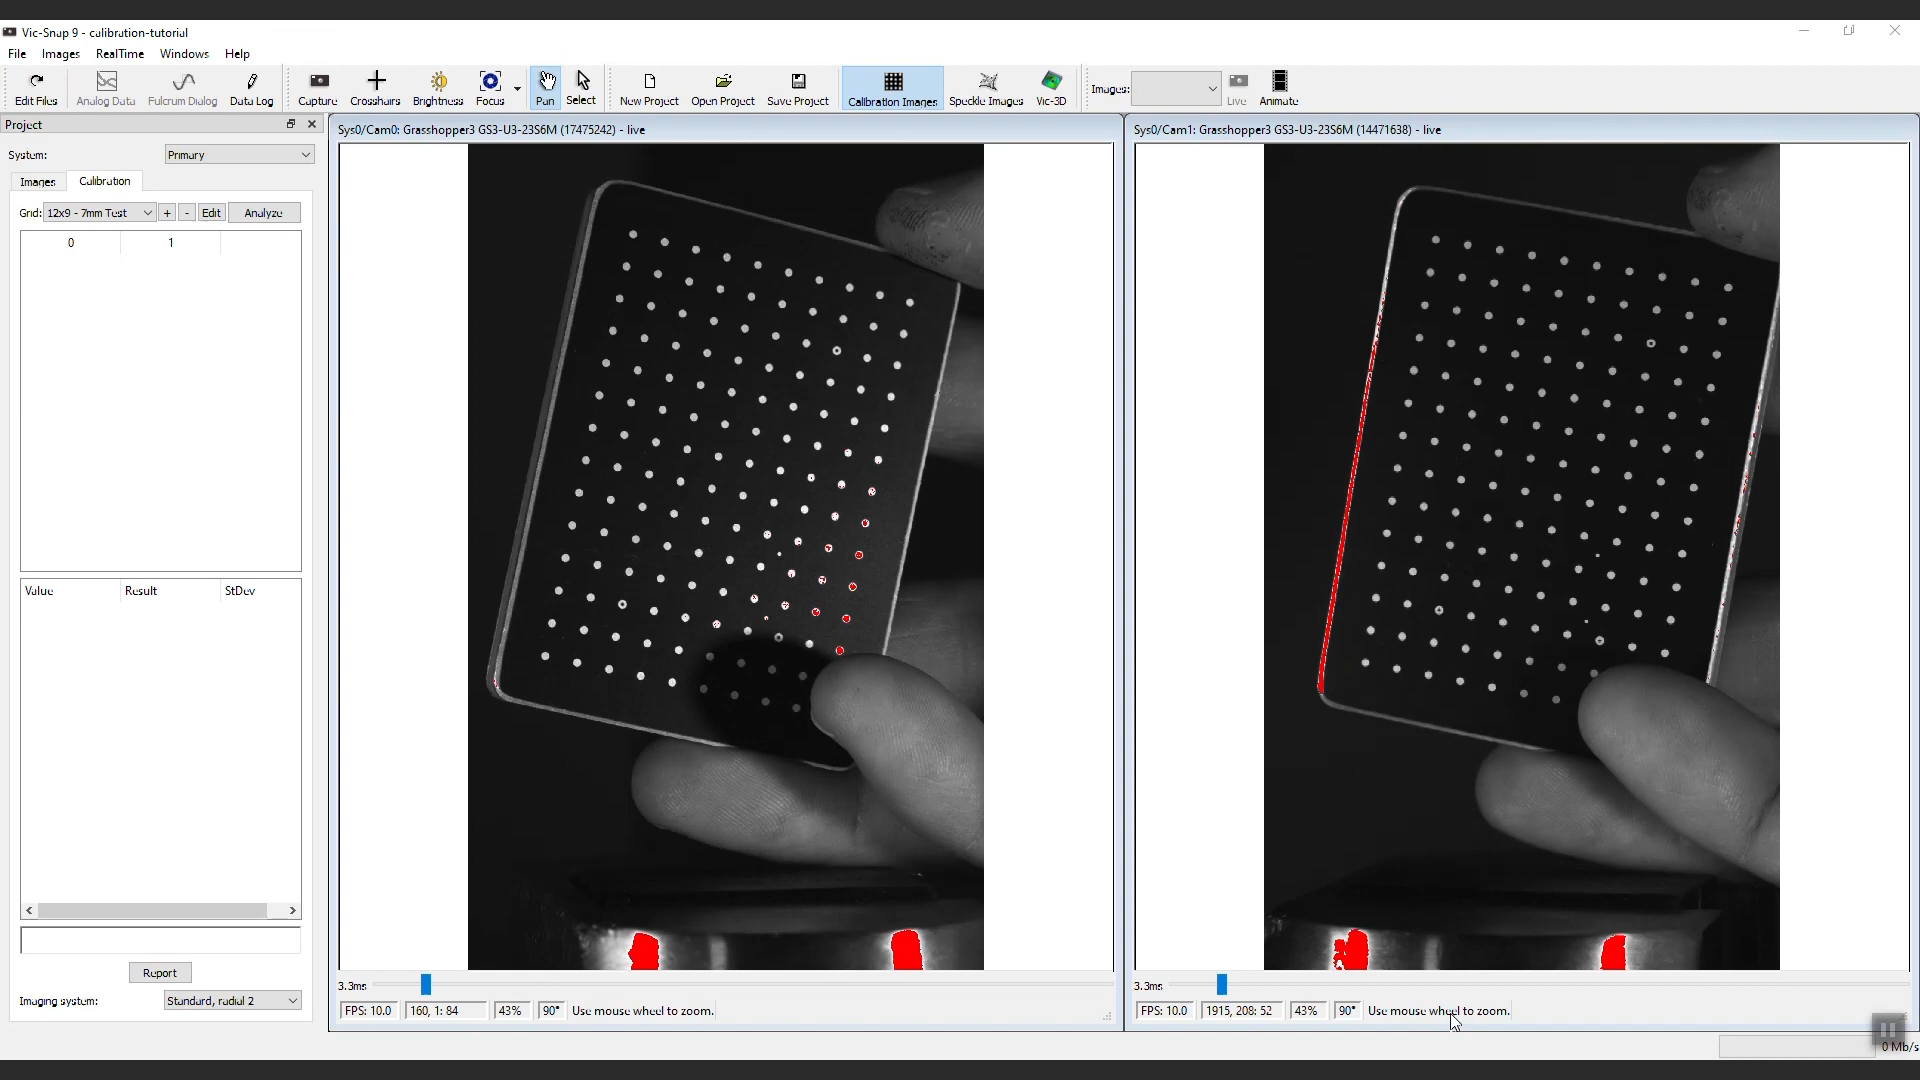 Vic-Snap 9 - calibration-tutorial
File Images RealTime Windows Help
Edit Files Analog Data Fulcrum Dialog Data Log Capture Crosshairs Brightness Focus Pan Select New Project Open Project Save Project Calibration Images Speckle Images Vic-3D Images: Live Animate
Project
System: Primary
Images Calibration
Grid: 12x9 - 7mm Test + - Edit Analyze
0 1
Value Result StDev
Report
Imaging system: Standard, radial 2
Sys0/Cam0: Grasshopper3 GS3-U3-23S6M (17475242) - live
3.3ms
FPS: 10.0 160, 1: 84 43% 90° Use mouse wheel to zoom.
Sys0/Cam1: Grasshopper3 GS3-U3-23S6M (14471638) - live
3.3ms
FPS: 10.0 1915, 208: 52 43% 90° Use mouse wheel to zoom.
0 Mb/s